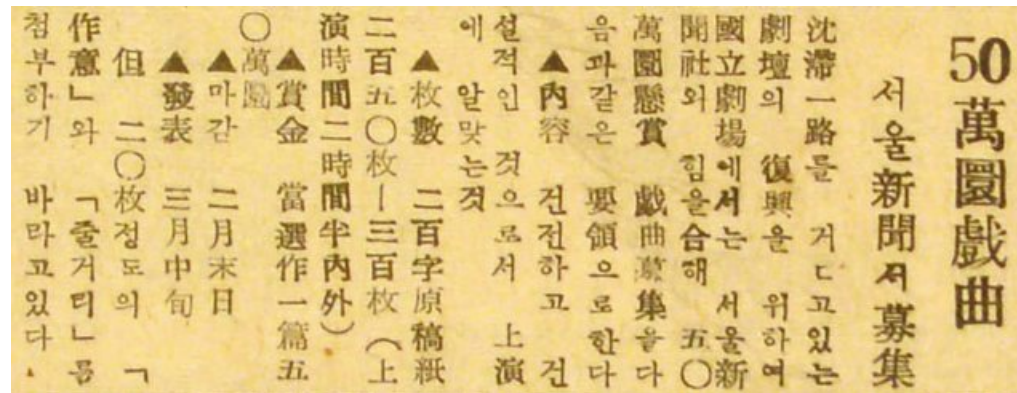 50萬圜戲曲
서울新聞서募集
沈滯一路를 거ㄷ고있는
劇壇의 復興을 위하여
國立劇場에서는 서울新
聞社와 힘을合해 五〇
萬圜懸賞 戱曲募集을다
음과같은 要領으로한다
▲內容 건전하고 건
설적인 것으로서 上演
에 알맞는것
▲枚數 二百字原稿紙
二百五〇枚ー三百枚(上
演時間二時間半內外)
▲賞金 當選作一篇五
〇萬圜
▲마감 二月末日
▲發表 三月中旬
但 二〇枚정도의 「
作意」와 「줄거리」를
첨부하기 바라고있다.